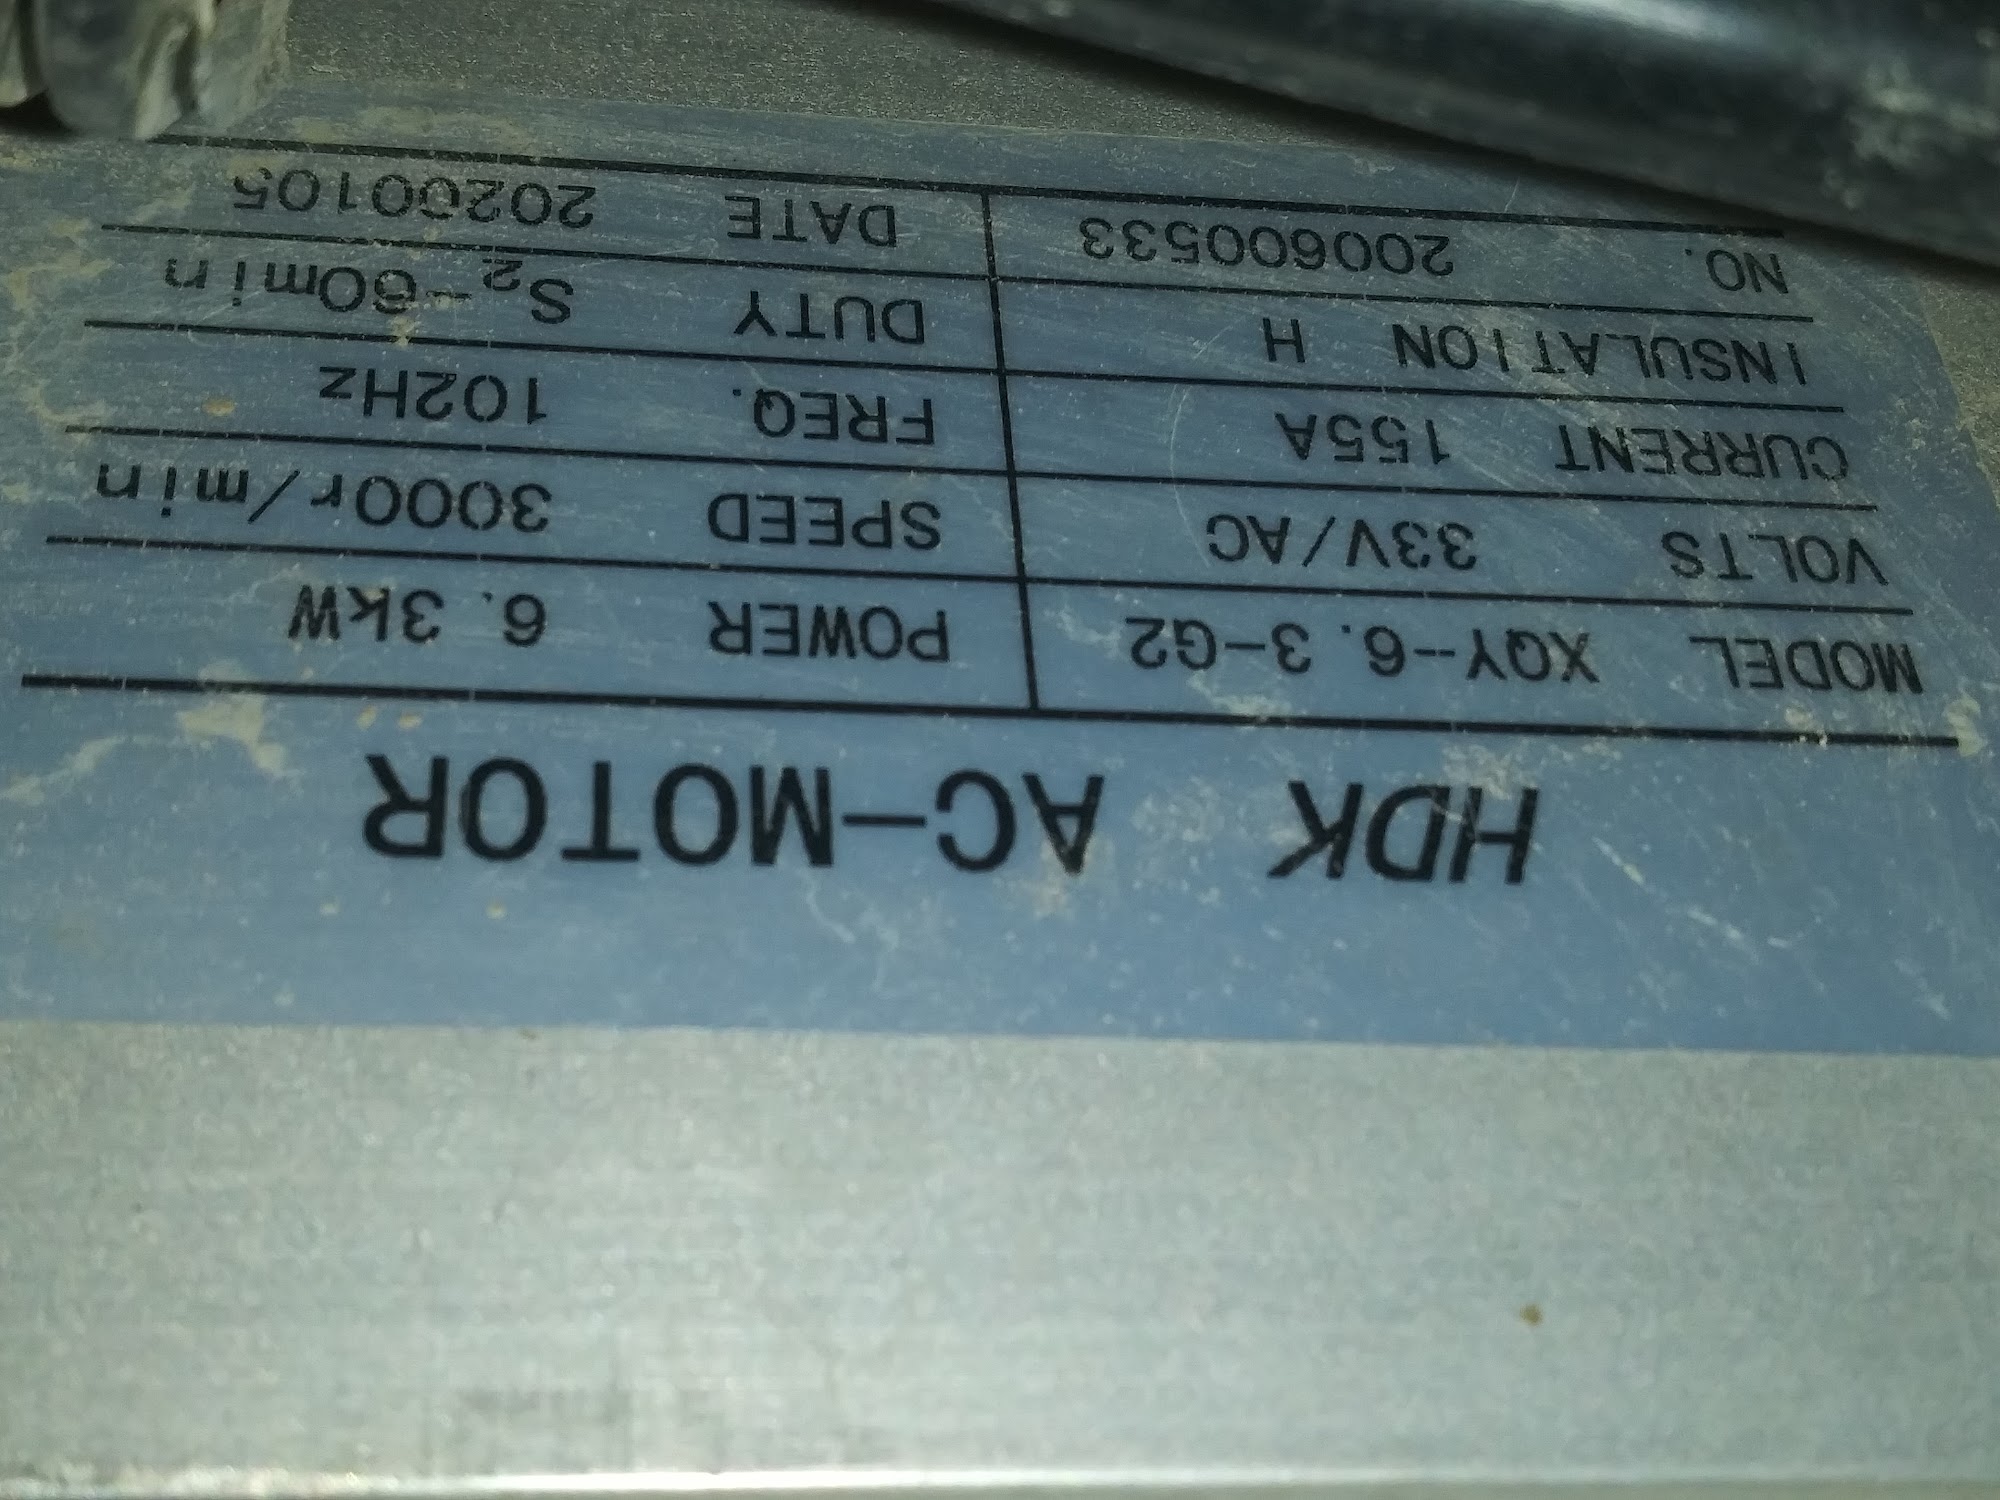 HDK AC-MOTOR
MODEL XQY-6.3-G2 POWER 6.3kW
VOLTS 33V/AC SPEED 3000r/min
CURRENT 155A FREQ. 102Hz
INSULATION H DUTY S2-60min
NO. 200600533 DATE 20200105